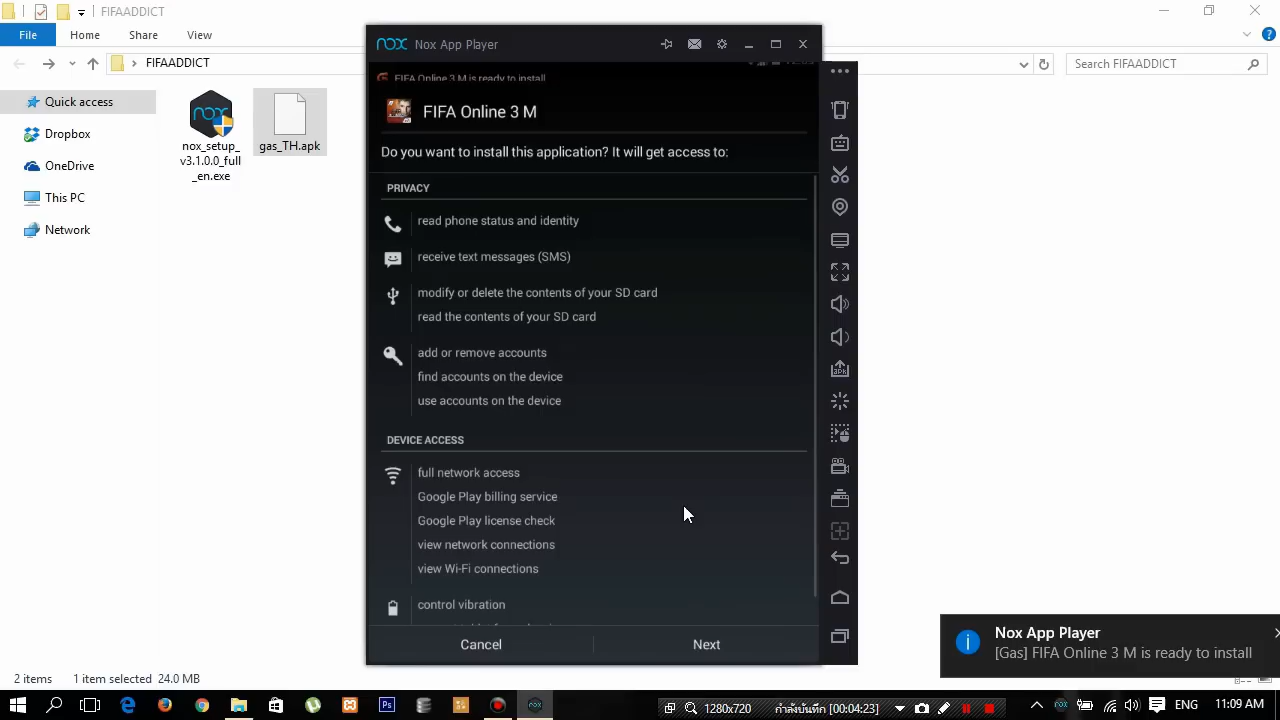 FIFAADDICT
File
Home
Share
View
FIFAADDICT
Search FIFAADDICT
Quick access
Dropbox
OneDrive
This PC
Network
nox_setup_
v3.1.0.0_full
_en.exe
gas_TH.apk
nox Nox App Player
FIFA Online 3 M is ready to install
FIFA Online 3 M
Do you want to install this application? It will get access to:
PRIVACY
read phone status and identity
receive text messages (SMS)
modify or delete the contents of your SD card
read the contents of your SD card
add or remove accounts
find accounts on the device
use accounts on the device
DEVICE ACCESS
full network access
Google Play billing service
Google Play license check
view network connections
view Wi-Fi connections
control vibration
Cancel
Next
Nox App Player
[Gas] FIFA Online 3 M is ready to install
2 items
1 item selected 24.0 MB
1280x720
กำลังบันทึก [00:04:23]
ENG
11:09 AM